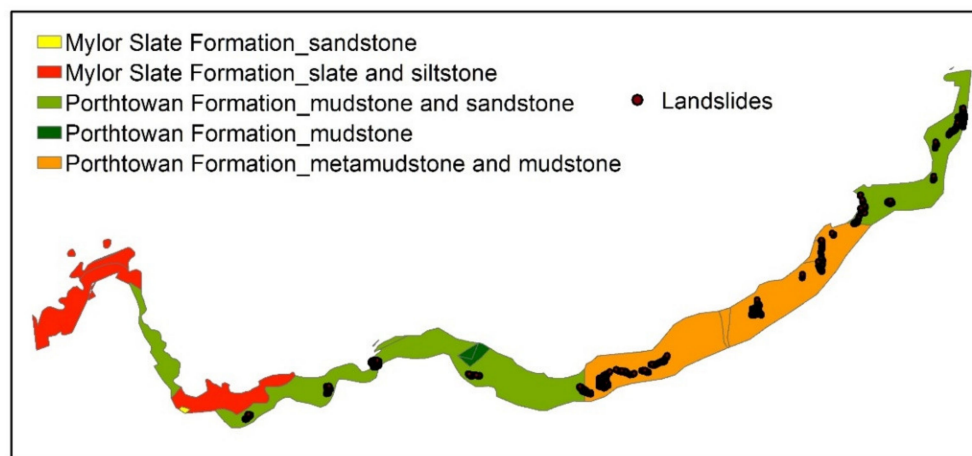 Mylor Slate Formation_sandstone
Mylor Slate Formation_slate and siltstone
Porthtowan Formation_mudstone and sandstone
Landslides
Porthtowan Formation_mudstone
Porthtowan Formation_metamudstone and mudstone